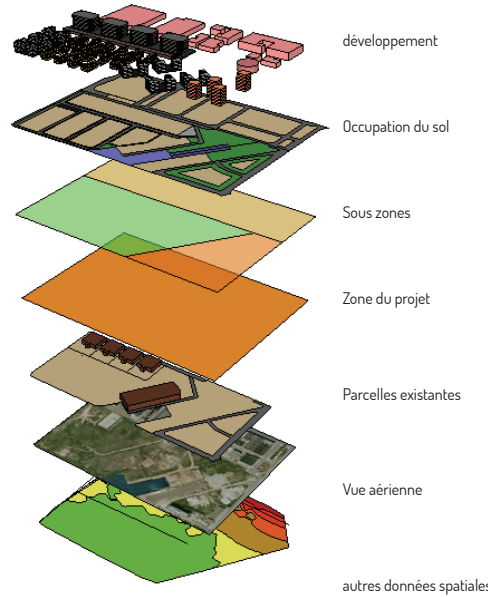 développement
Occupation du sol
Sous zones
Zone du projet
Parcelles existantes
Vue aérienne
autres données spatiales